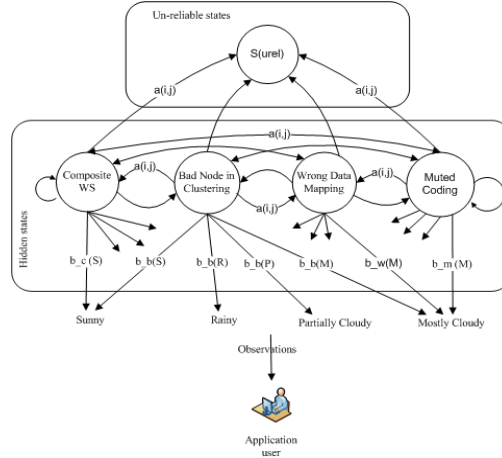 Un-reliable states
S(urel)
a(i,j)
a(i,j)
a(i,j)
Composite
WS
a(i,j)
Bad Node in
Clustering
a(i,j)
Wrong Data
Mapping
a(i,j)
Muted
Coding
Hidden states
b_c (S)
b_b(S)
b_b(R)
b_b(P)
b_b(M)
b_w(M)
b_m (M)
Sunny
Rainy
Partially Cloudy
Mostly Cloudy
Observations
Application
user